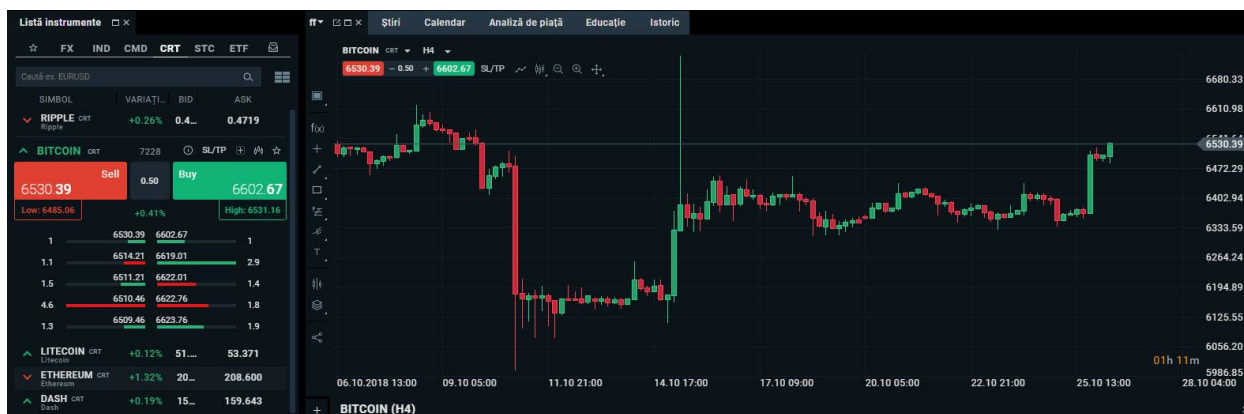 Listă instrumente
FX IND CMD CRT STC ETF
Caută ex. EURUSD
SIMBOL VARIAȚI... BID ASK
RIPPLE CRT +0.26% 0.4... 0.4719
Ripple
BITCOIN CRT 7228 SL/TP
Sell 0.50 Buy
6530.39 6602.67
Low: 6485.06 +0.41% High: 6531.16
1 6530.39 6602.67 1
1.1 6514.21 6619.01 2.9
1.5 6511.21 6622.01 1.4
4.6 6510.46 6622.76 1.8
1.3 6509.46 6623.76 1.9
LITECOIN CRT +0.12% 51.... 53.371
Litecoin
ETHEREUM CRT +1.32% 20... 208.600
Ethereum
DASH CRT +0.19% 15... 159.643
Dash
ff Știri Calendar Analiză de piață Educație Istoric
BITCOIN CRT H4
6530.39 − 0.50 + 6602.67 SL/TP
f(x)
T
6680.33
6610.98
6530.39
6472.29
6402.94
6333.59
6264.24
6194.89
6125.55
6056.20
5986.85
01h 11m
06.10.2018 13:00 09.10 05:00 11.10 21:00 14.10 17:00 17.10 09:00 20.10 05:00 22.10 21:00 25.10 13:00 28.10 04:00
BITCOIN (H4)